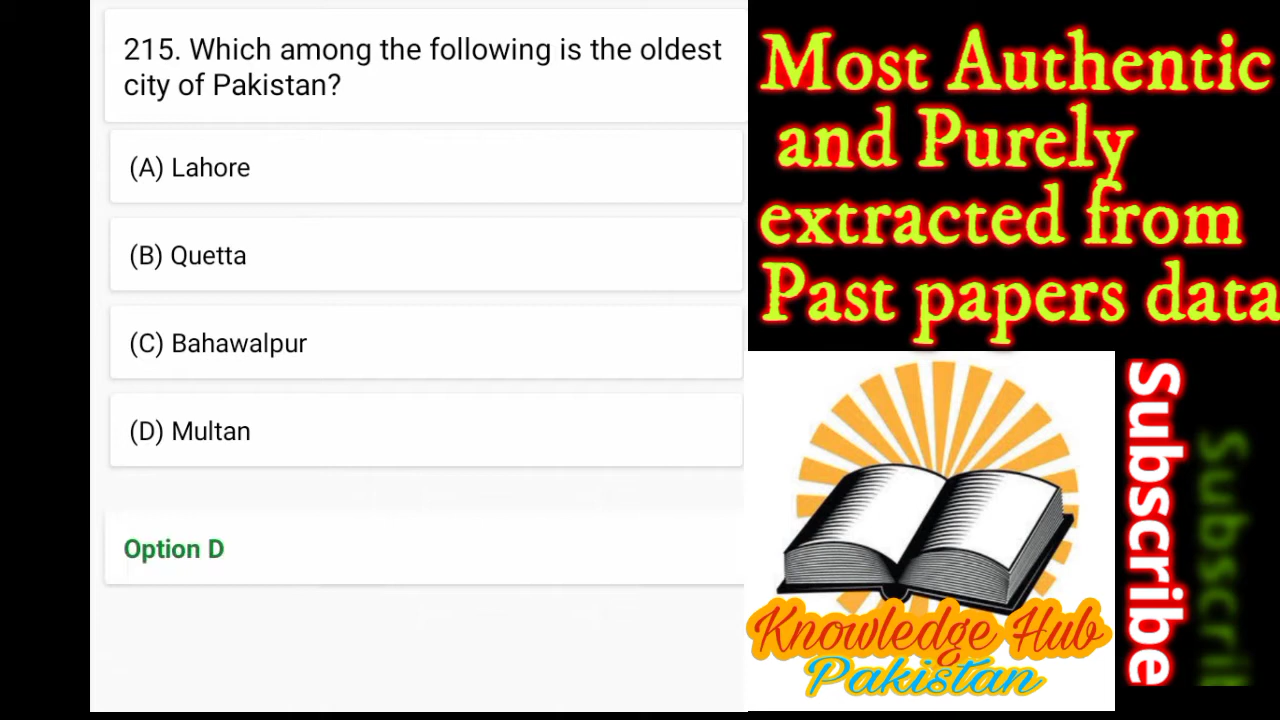 215. Which among the following is the oldest
city of Pakistan?
(A) Lahore
(B) Quetta
(C) Bahawalpur
(D) Multan
Option D
Most Authentic
and Purely
extracted from
Past papers data
Knowledge Hub
Pakistan
Subscribe
Subscrib